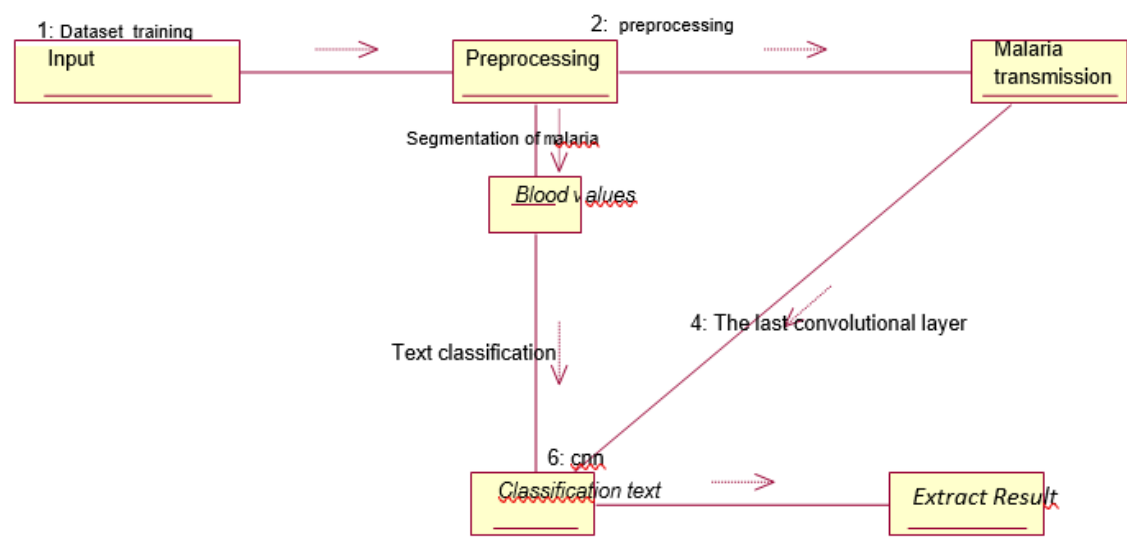 1: Dataset training
2: preprocessing
Input
Preprocessing
Malaria
transmission
Segmentation of malaria
Blood values
4: The last convolutional layer
Text classification
6: cnn
Classification text
Extract Result